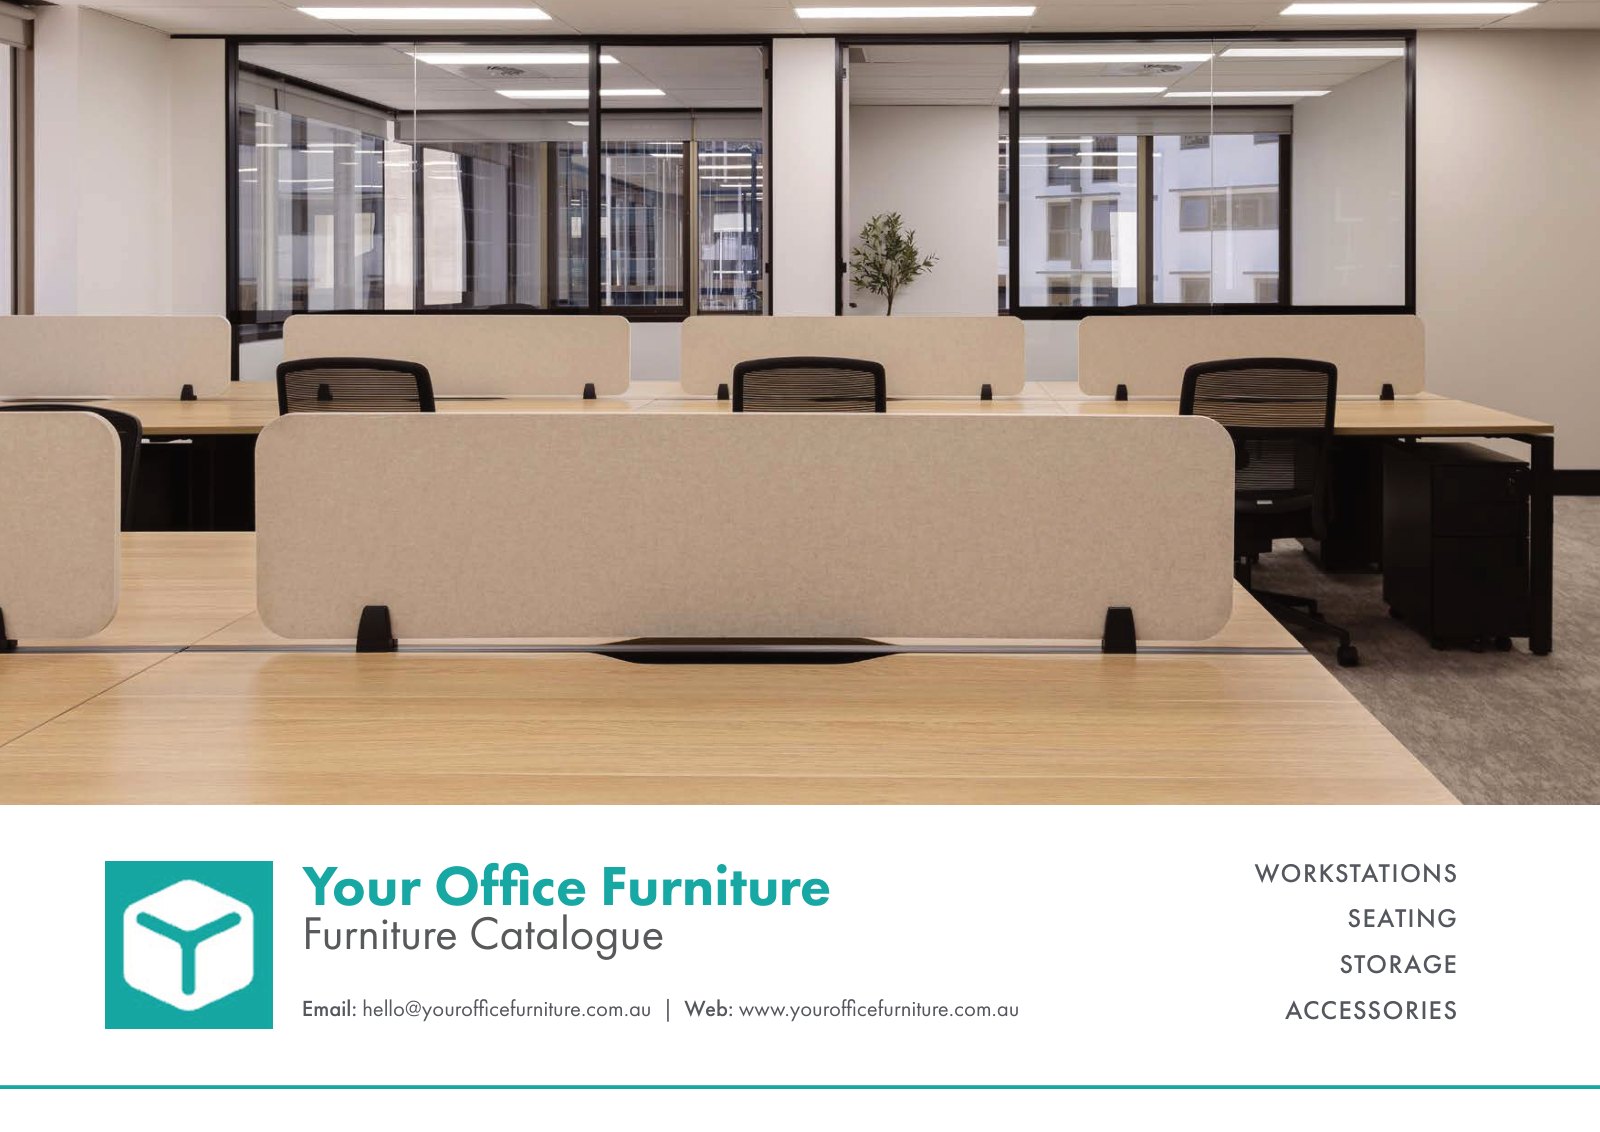 Your Office Furniture
Furniture Catalogue
Email: hello@yourofficefurniture.com.au | Web: www.yourofficefurniture.com.au
WORKSTATIONS
SEATING
STORAGE
ACCESSORIES